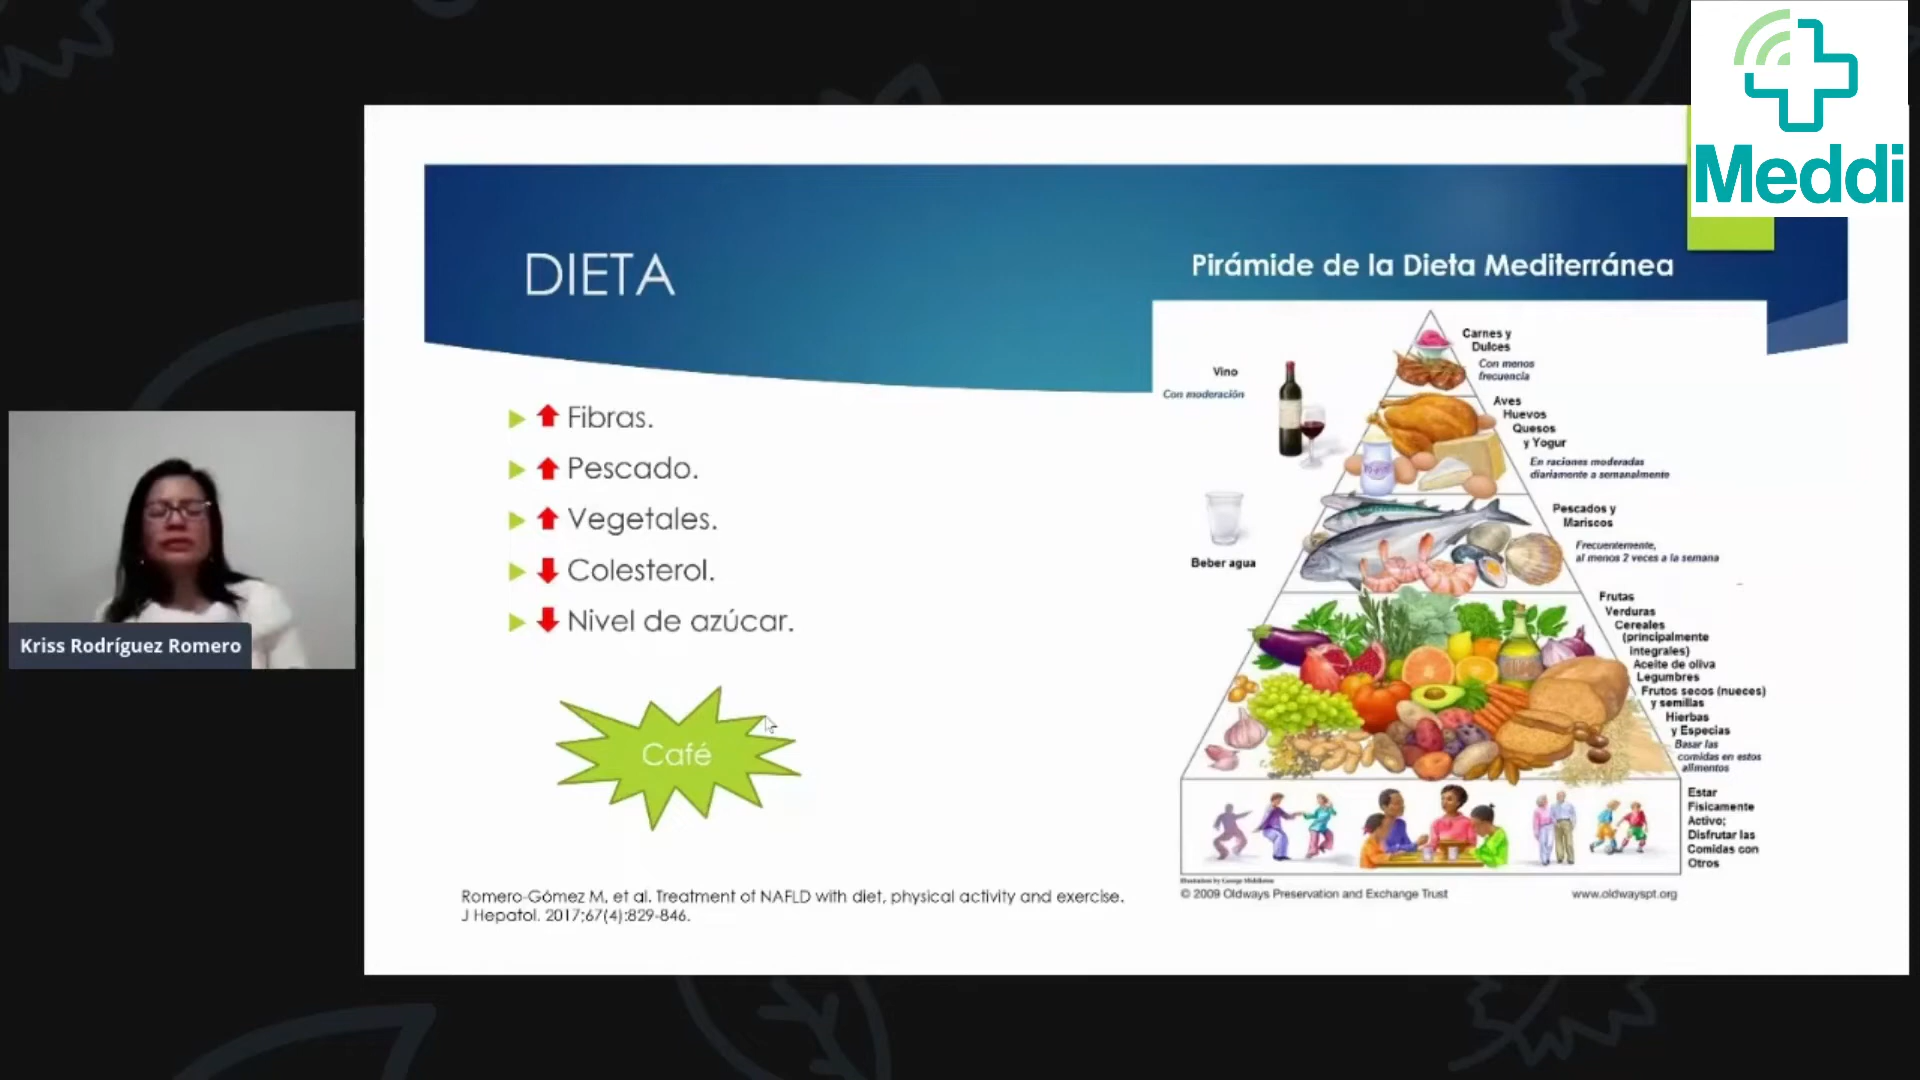 Meddi
DIETA
Pirámide de la Dieta Mediterránea
Fibras.
Pescado.
Vegetales.
Colesterol.
Nivel de azúcar.
Café
Romero-Gómez M, et al. Treatment of NAFLD with diet, physical activity and exercise.
J Hepatol. 2017;67(4):829-846.
Kriss Rodríguez Romero
Vino
Con moderación
Beber agua
Carnes y
Dulces
Con menos
frecuencia
Aves
Huevos
Quesos
y Yogur
En raciones moderadas
diariamente a semanalmente
Pescados y
Mariscos
Frecuentemente,
al menos 2 veces a la semana
Frutas
Verduras
Cereales
(principalmente
integrales)
Aceite de oliva
Legumbres
Frutos secos (nueces)
y semillas
Hierbas
y Especias
Basar las
comidas en estos
alimentos
Estar
Fisicamente
Activo;
Disfrutar las
Comidas con
Otros
Illustration by George Middleton
© 2009 Oldways Preservation and Exchange Trust
www.oldwayspt.org